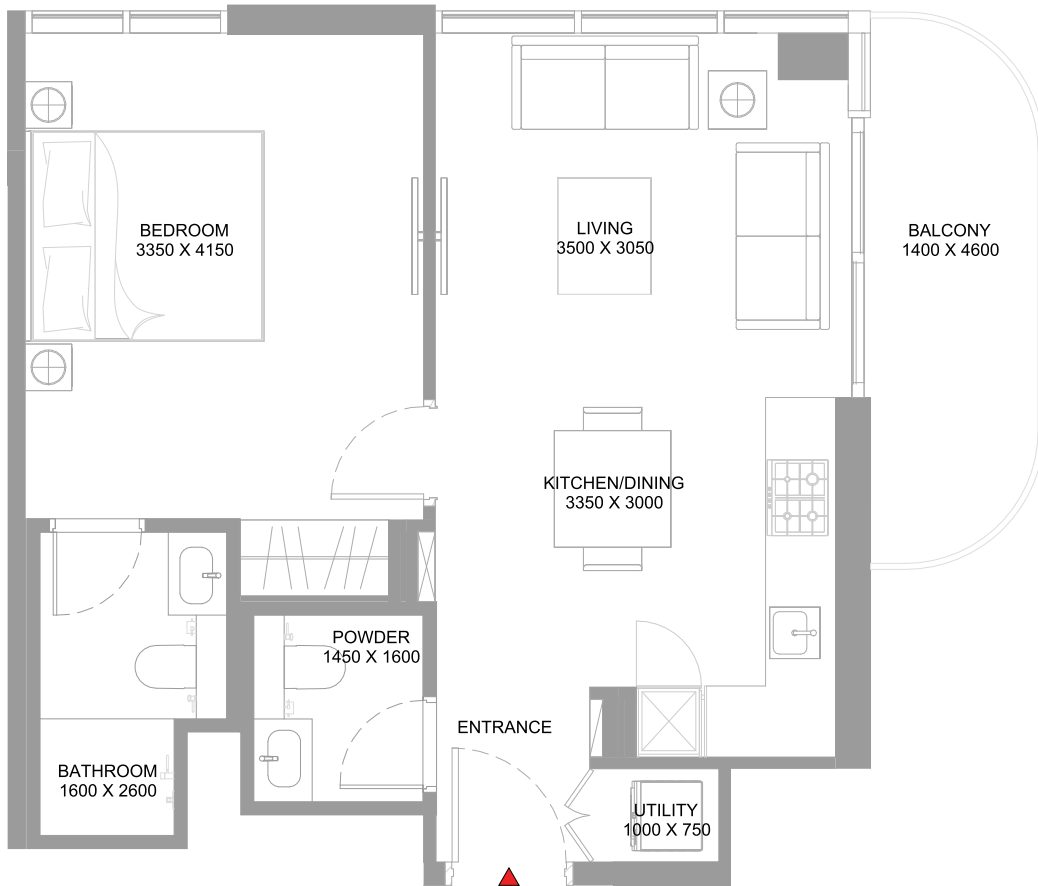 BEDROOM
3350 X 4150
LIVING
3500 X 3050
BALCONY
1400 X 4600
KITCHEN/DINING
3350 X 3000
POWDER
1450 X 1600
ENTRANCE
BATHROOM
1600 X 2600
UTILITY
1000 X 750